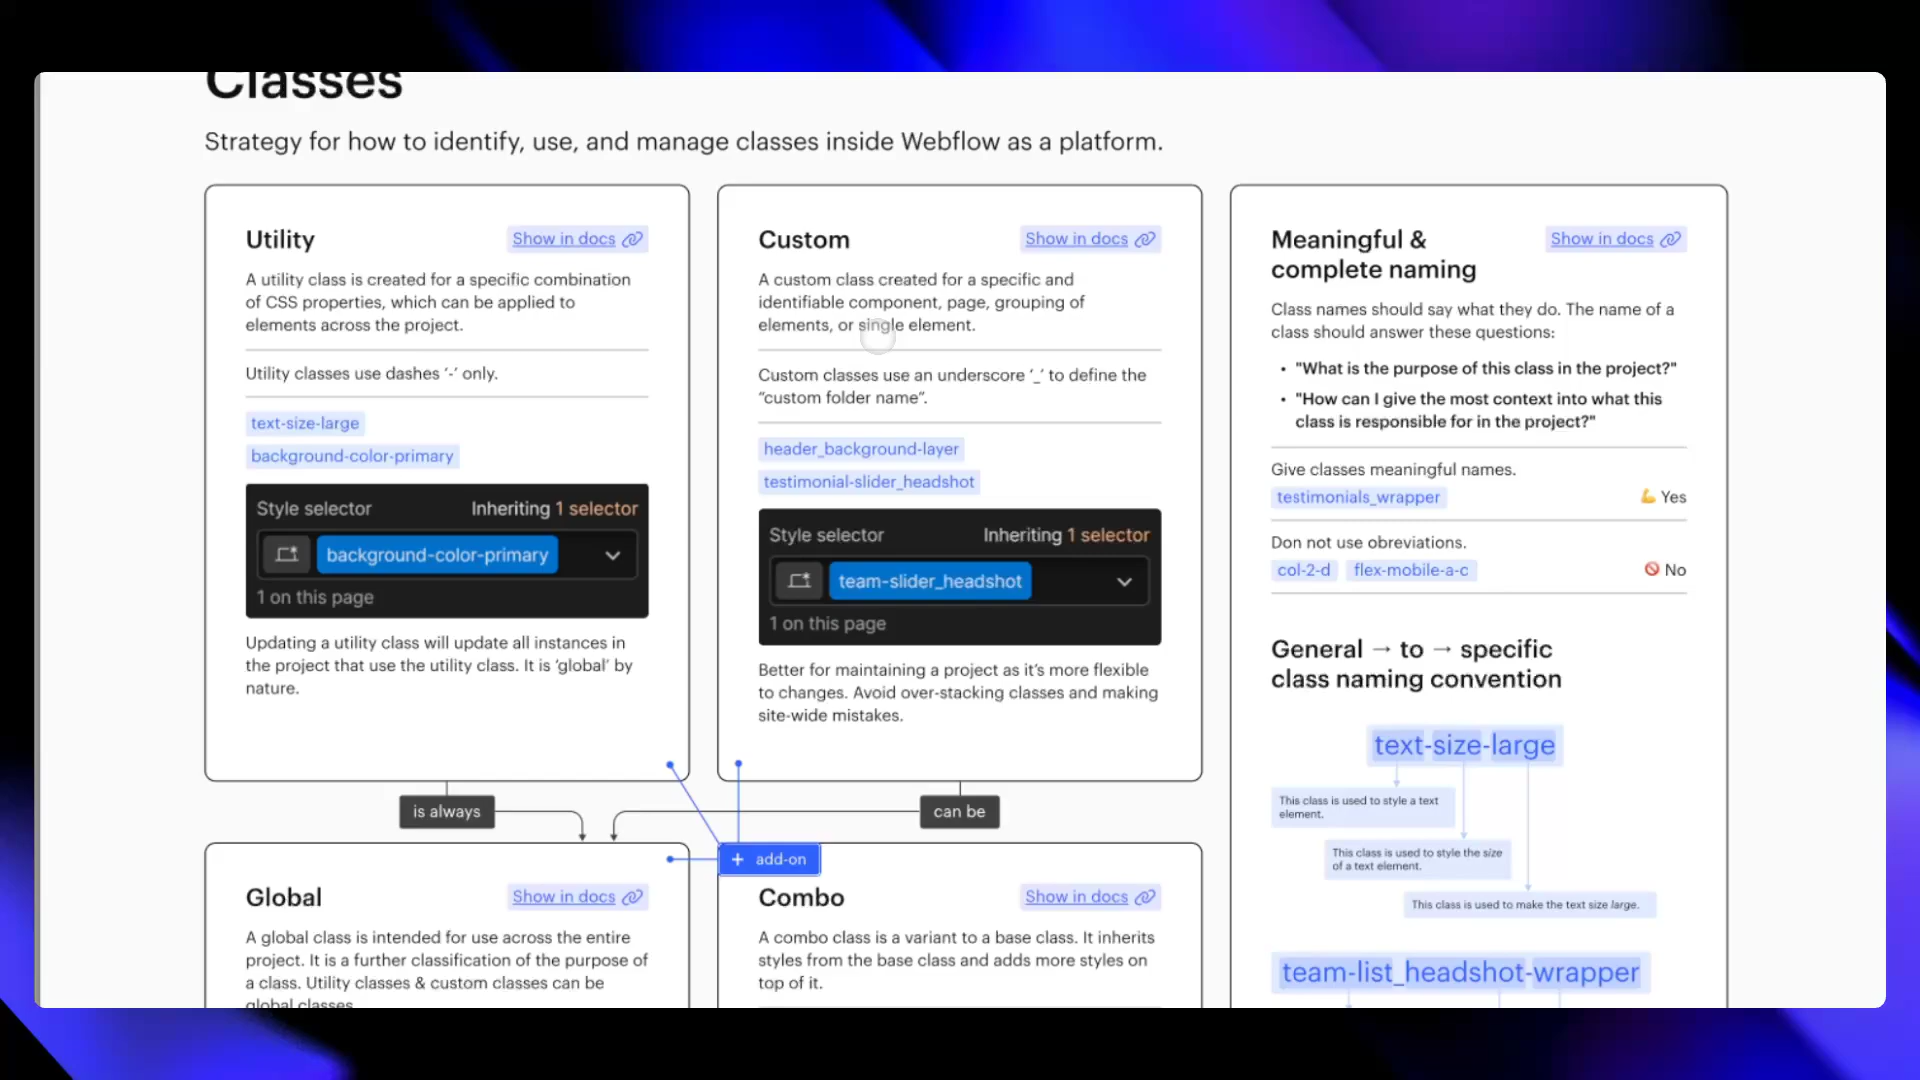 Classes
Strategy for how to identify, use, and manage classes inside Webflow as a platform.
Utility
Show in docs
A utility class is created for a specific combination
of CSS properties, which can be applied to
elements across the project.
Utility classes use dashes ‘-’ only.
text-size-large
background-color-primary
Style selector
Inheriting 1 selector
background-color-primary
1 on this page
Updating a utility class will update all instances in
the project that use the utility class. It is ‘global’ by
nature.
Custom
Show in docs
A custom class created for a specific and
identifiable component, page, grouping of
elements, or single element.
Custom classes use an underscore ‘_’ to define the
“custom folder name”.
header_background-layer
testimonial-slider_headshot
Style selector
Inheriting 1 selector
team-slider_headshot
1 on this page
Better for maintaining a project as it’s more flexible
to changes. Avoid over-stacking classes and making
site-wide mistakes.
is always
can be
+ add-on
Global
Show in docs
A global class is intended for use across the entire
project. It is a further classification of the purpose of
a class. Utility classes & custom classes can be
global classes.
Combo
Show in docs
A combo class is a variant to a base class. It inherits
styles from the base class and adds more styles on
top of it.
Meaningful &
complete naming
Show in docs
Class names should say what they do. The name of a
class should answer these questions:
• "What is the purpose of this class in the project?"
• "How can I give the most context into what this
class is responsible for in the project?"
Give classes meaningful names.
testimonials_wrapper
💪 Yes
Don not use obreviations.
col-2-d flex-mobile-a-c
🚫 No
General → to → specific
class naming convention
text-size-large
This class is used to style a text
element.
This class is used to style the size
of a text element.
This class is used to make the text size large.
team-list_headshot-wrapper